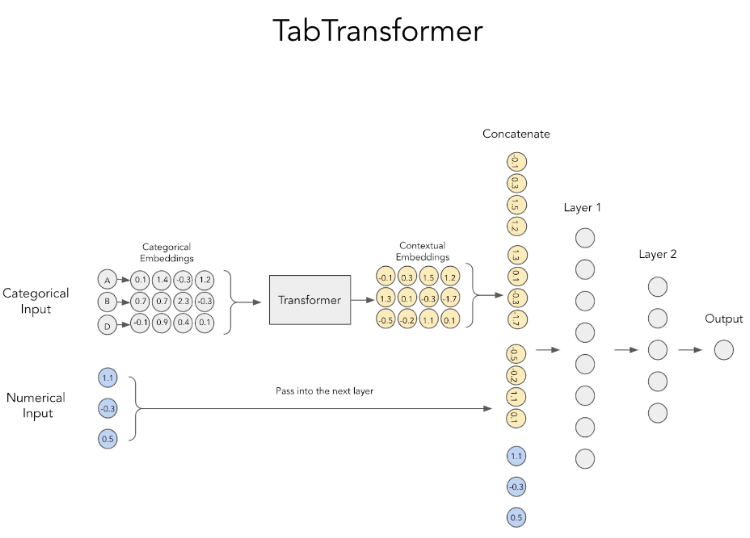 TabTransformer
Concatenate
Layer 1
Layer 2
Output
Categorical
Embeddings
Contextual
Embeddings
Categorical
Input
A 0.1 1.4 -0.3 1.2
B 0.7 0.7 2.3 -0.3
D -0.1 0.9 0.4 0.1
Transformer
-0.1 0.3 1.5 1.2
1.3 0.1 -0.3 -1.7
-0.5 -0.2 1.1 0.1
Numerical
Input
1.1
-0.3
0.5
Pass into the next layer
-0.1
0.3
1.5
1.2
1.3
0.1
-0.3
-1.7
-0.5
-0.2
1.1
0.1
1.1
-0.3
0.5